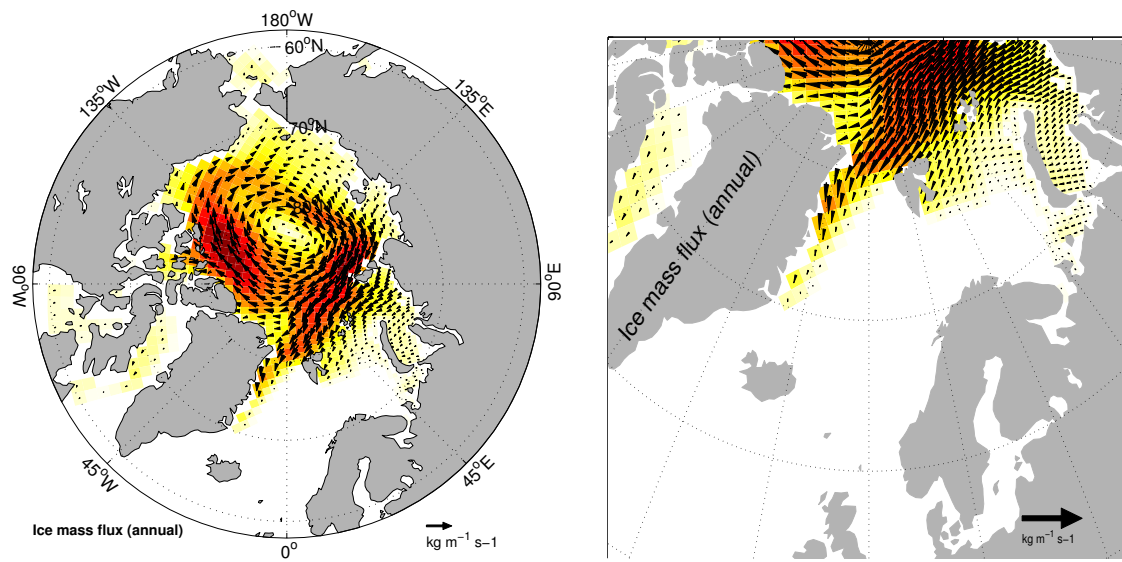 180°W
60°N
135°W
135°E
70°N
80°N
90°W
90°E
45°W
45°E
0°
Ice mass flux (annual)
kg m⁻¹ s−1
Ice mass flux (annual)
kg m⁻¹ s−1